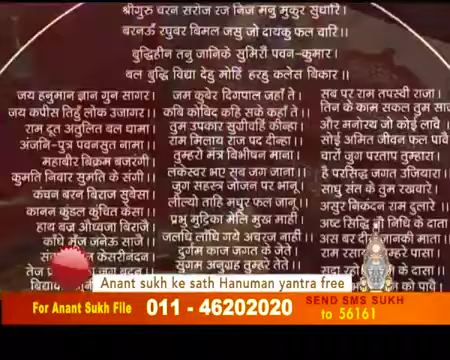 श्रीगुरु चरन सरोज रज निज मनु मुकुर सुधारि।
बरनऊँ रघुबर बिमल जसु जो दायकु फल चारि।।
बुद्धिहीन तनु जानिके सुमिरौं पवन-कुमार।
बल बुद्धि विद्या देहु मोहिं हरहु कलेस बिकार।।
जय हनुमान ज्ञान गुन सागर।
जय कपीस तिहुँ लोक उजागर।।
राम दूत अतुलित बल धामा।
अंजनि-पुत्र पवनसुत नामा।
महाबीर बिक्रम बजरंगी।
कुमति निवार सुमति के संगी।
कंचन बरन बिराज सुबेसा।
कानन कुंडल कुंचित केसा।
हाथ बज्र औध्वजा बिराजै
काँधे मूँज जनेऊ साजै
केसरीनंदन
तेज
जम कुबेर दिगपाल जहाँ ते।
कबि कोबिद कहि सके कहाँ ते।।
तुम उपकार सुग्रीवहिं कीन्हा।
राम मिलाय राज पद दीन्हा।
तुम्हरो मंत्र बिभीषन माना।
लंकेस्वर भए सब जग जाना।।
जुग सहस्त्र जोजन पर भानू।
लील्यो ताहि मधुर फल जानू।
प्रभु मुद्रिका मेलि मुख माहीं।
जलधि लाँघि गये अचरज नाहीं।
दुर्गम काज जगत के जेते
सुगम अनुग्रह तुम्हरे तेते।
सब पर राम तपस्वी राजा।
तिन के काम सकल तुम
और मनोरथ जो कोई लावै।
सोई अमित जीवन फल पावै
चारों जुग परताप तुम्हारा।
है परसिद्ध जगत उजियारा।
साधु संत के तुम रखवारे।
असुर निकंदन राम दुलारे।
अष्ट सिद्धि नौ निधि के दाता
अस बर दी जानकी माता।
राम रसायन तुम्हरे पासा।
सदा रहो के दासा।
Anant sukh ke sath Hanuman yantra free
For Anant Sukh File
011 - 46202020
SEND SMS SUKH
to 56161